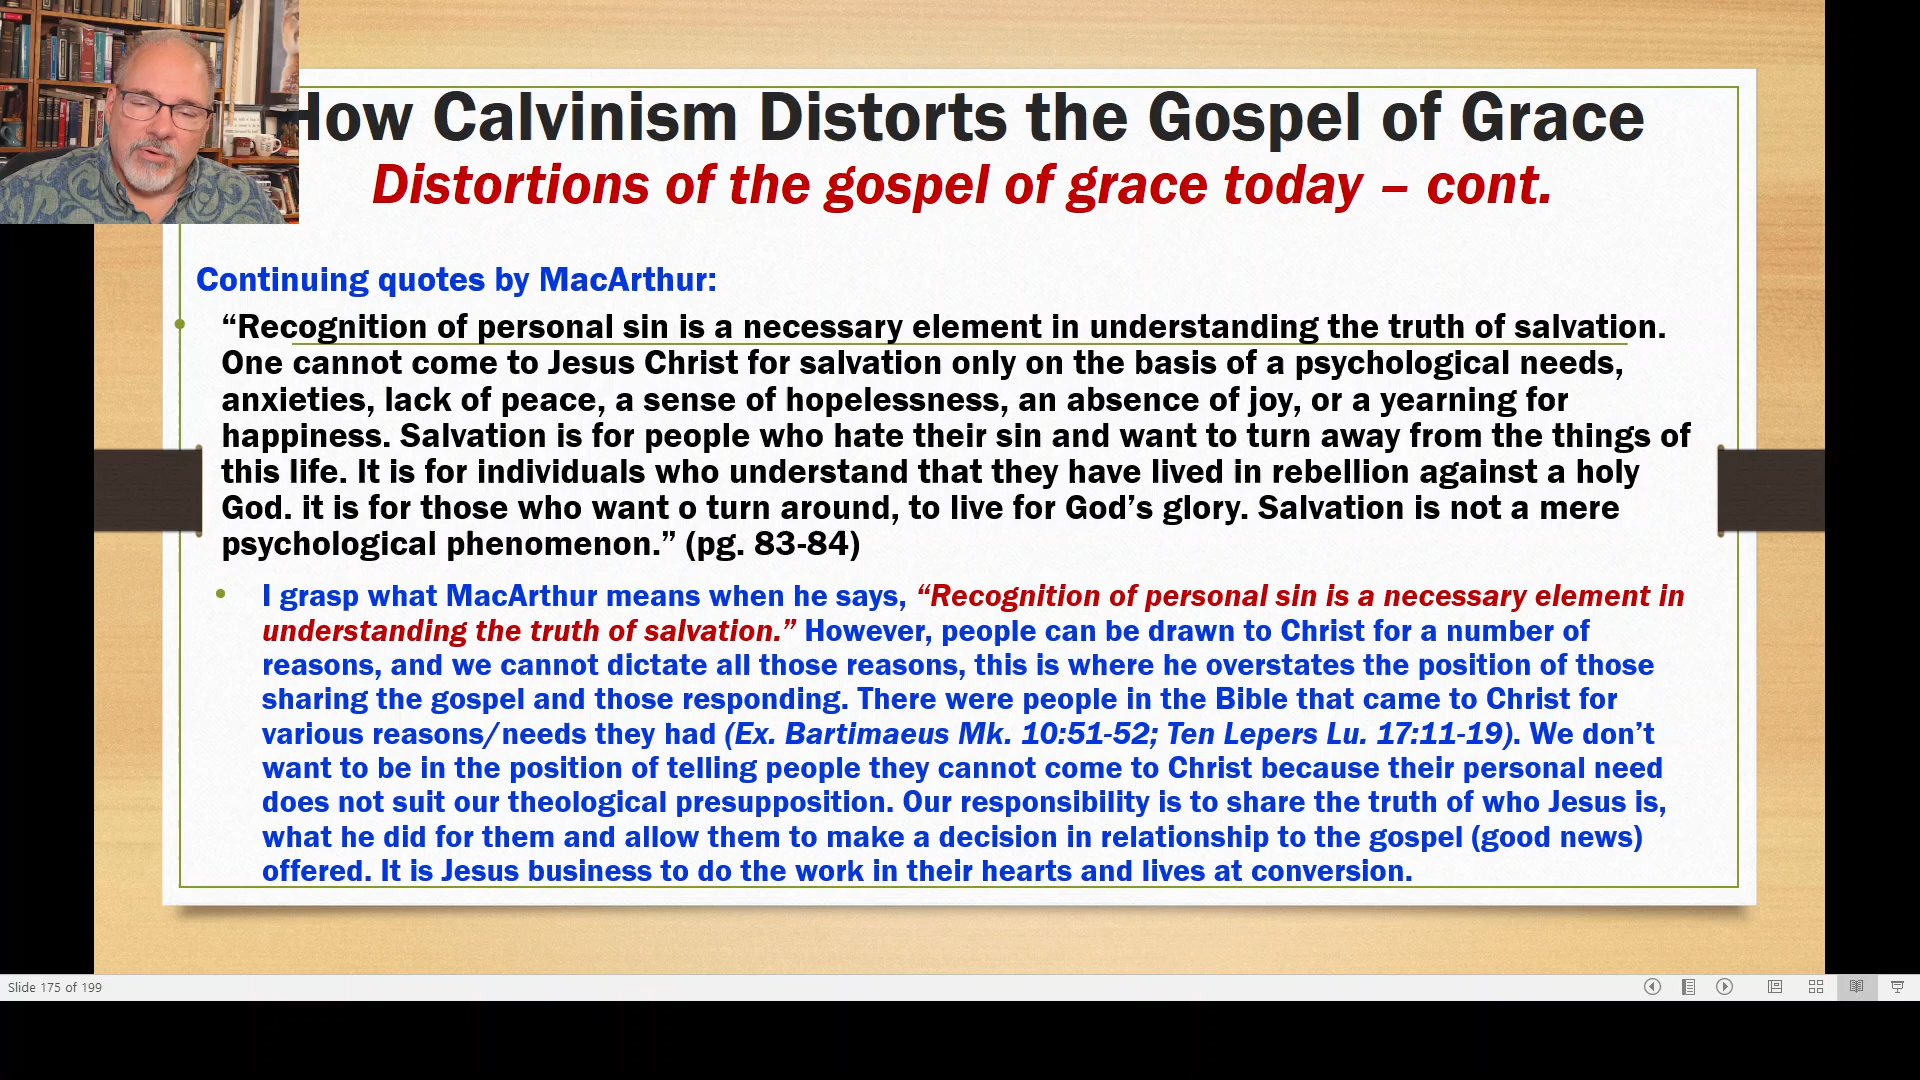 How Calvinism Distorts the Gospel of Grace
Distortions of the gospel of grace today – cont.
Continuing quotes by MacArthur:
“Recognition of personal sin is a necessary element in understanding the truth of salvation.
One cannot come to Jesus Christ for salvation only on the basis of a psychological needs,
anxieties, lack of peace, a sense of hopelessness, an absence of joy, or a yearning for
happiness. Salvation is for people who hate their sin and want to turn away from the things of
this life. It is for individuals who understand that they have lived in rebellion against a holy
God. it is for those who want o turn around, to live for God’s glory. Salvation is not a mere
psychological phenomenon.” (pg. 83-84)
I grasp what MacArthur means when he says, “Recognition of personal sin is a necessary element in
understanding the truth of salvation.” However, people can be drawn to Christ for a number of
reasons, and we cannot dictate all those reasons, this is where he overstates the position of those
sharing the gospel and those responding. There were people in the Bible that came to Christ for
various reasons/needs they had (Ex. Bartimaeus Mk. 10:51-52; Ten Lepers Lu. 17:11-19). We don’t
want to be in the position of telling people they cannot come to Christ because their personal need
does not suit our theological presupposition. Our responsibility is to share the truth of who Jesus is,
what he did for them and allow them to make a decision in relationship to the gospel (good news)
offered. It is Jesus business to do the work in their hearts and lives at conversion.
Slide 175 of 199